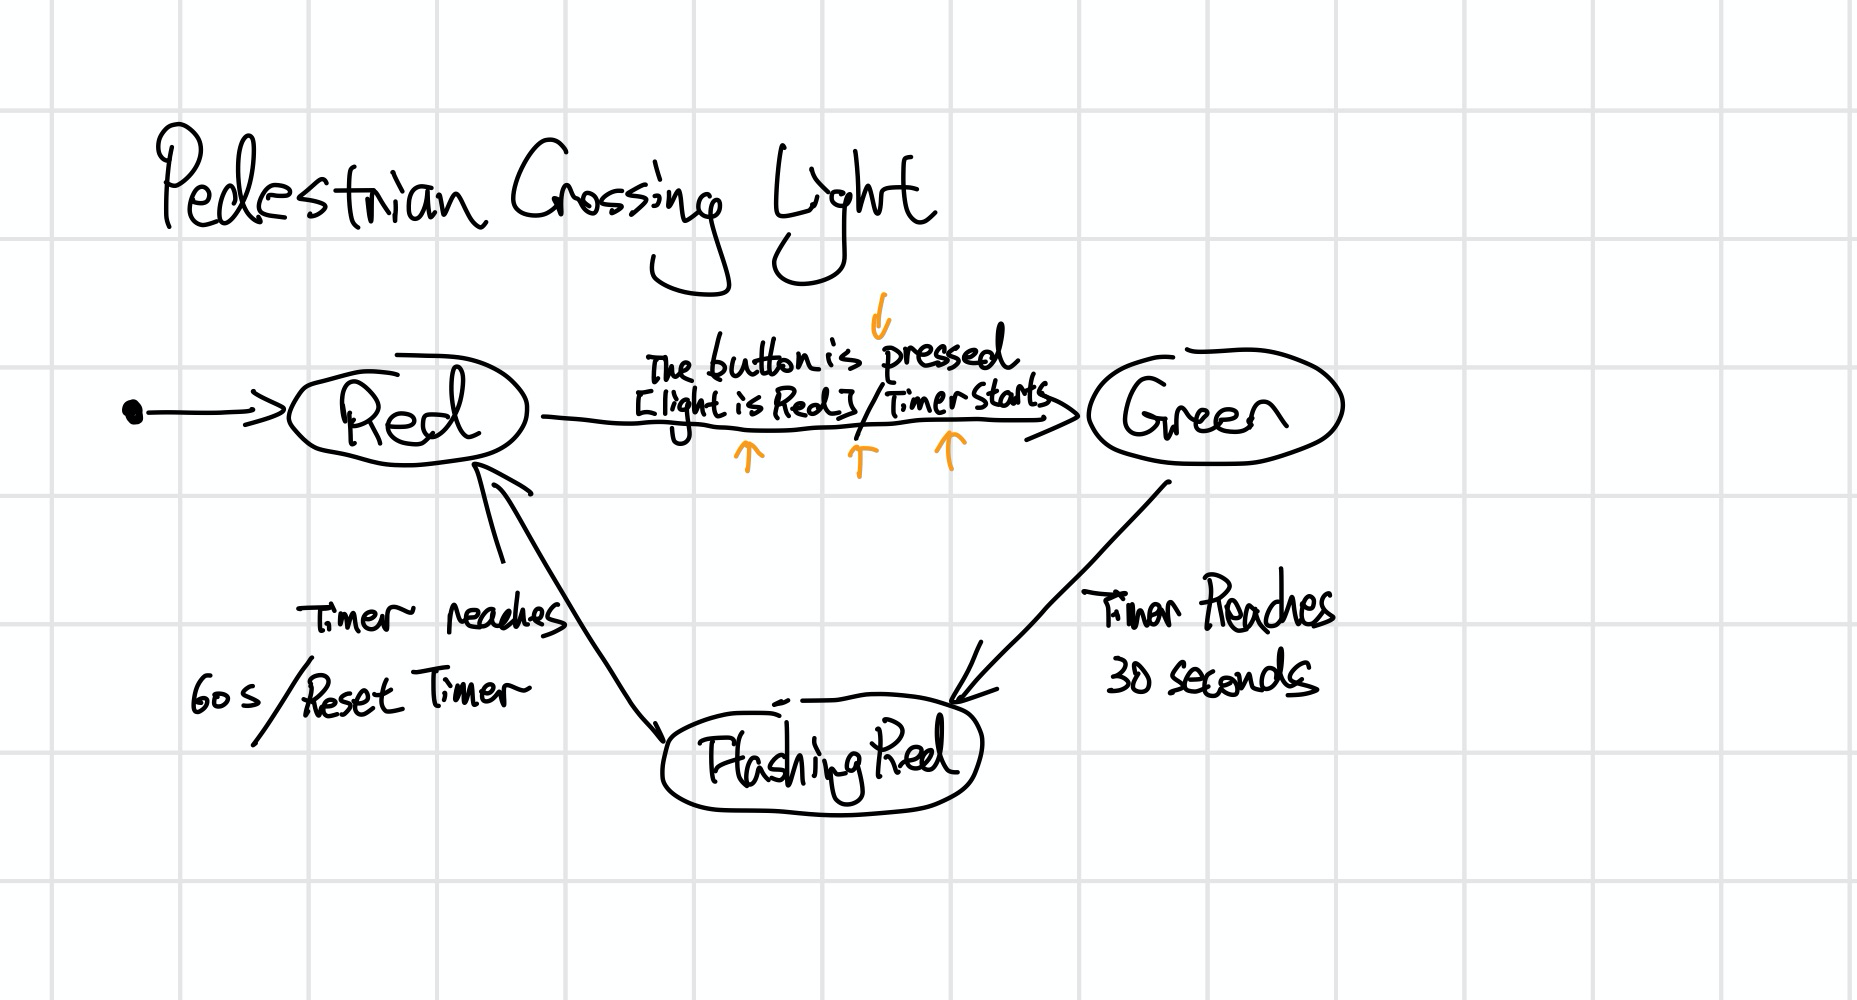 Pedestrian Crossing Light
The button is pressed
[light is Red] / Timer starts
Red
Green
Timer reaches
60s / Reset Timer
Timer Reaches
30 seconds
Flashing Red